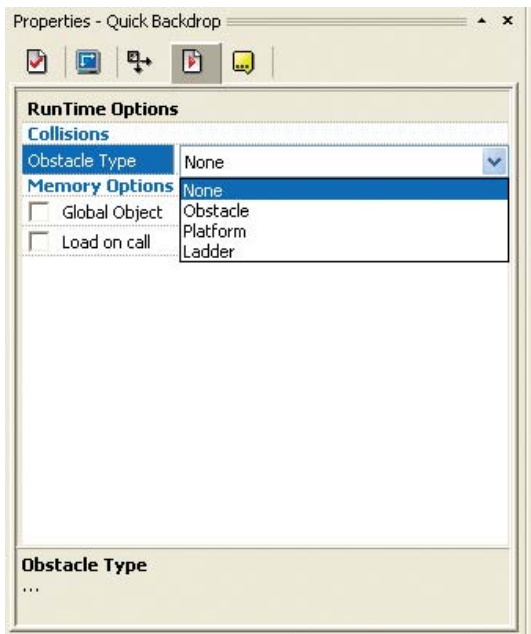 Properties - Quick Backdrop
RunTime Options
Collisions
Obstacle Type
None
Memory Options
None
Global Object
Obstacle
Platform
Load on call
Ladder
Obstacle Type
...